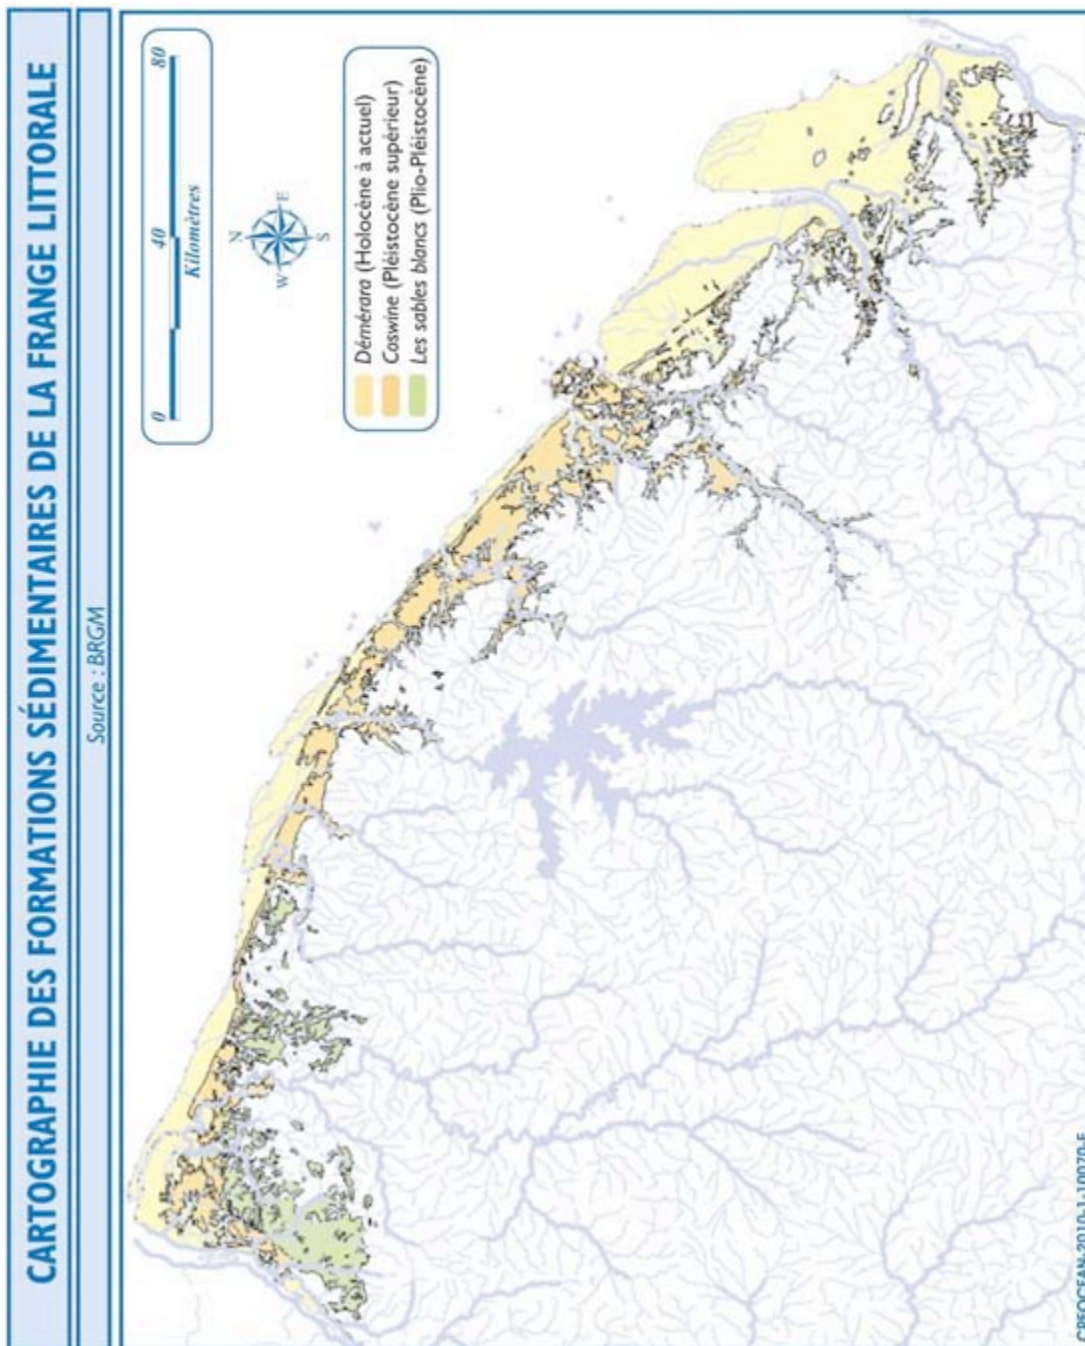 CARTOGRAPHIE DES FORMATIONS SÉDIMENTAIRES DE LA FRANGE LITTORALE
Source : BRGM
0 40 80
Kilomètres
N
W E
S
Démérara (Holocène à actuel)
Coswine (Pléistocène supérieur)
Les sables blancs (Plio-Pléistocène)